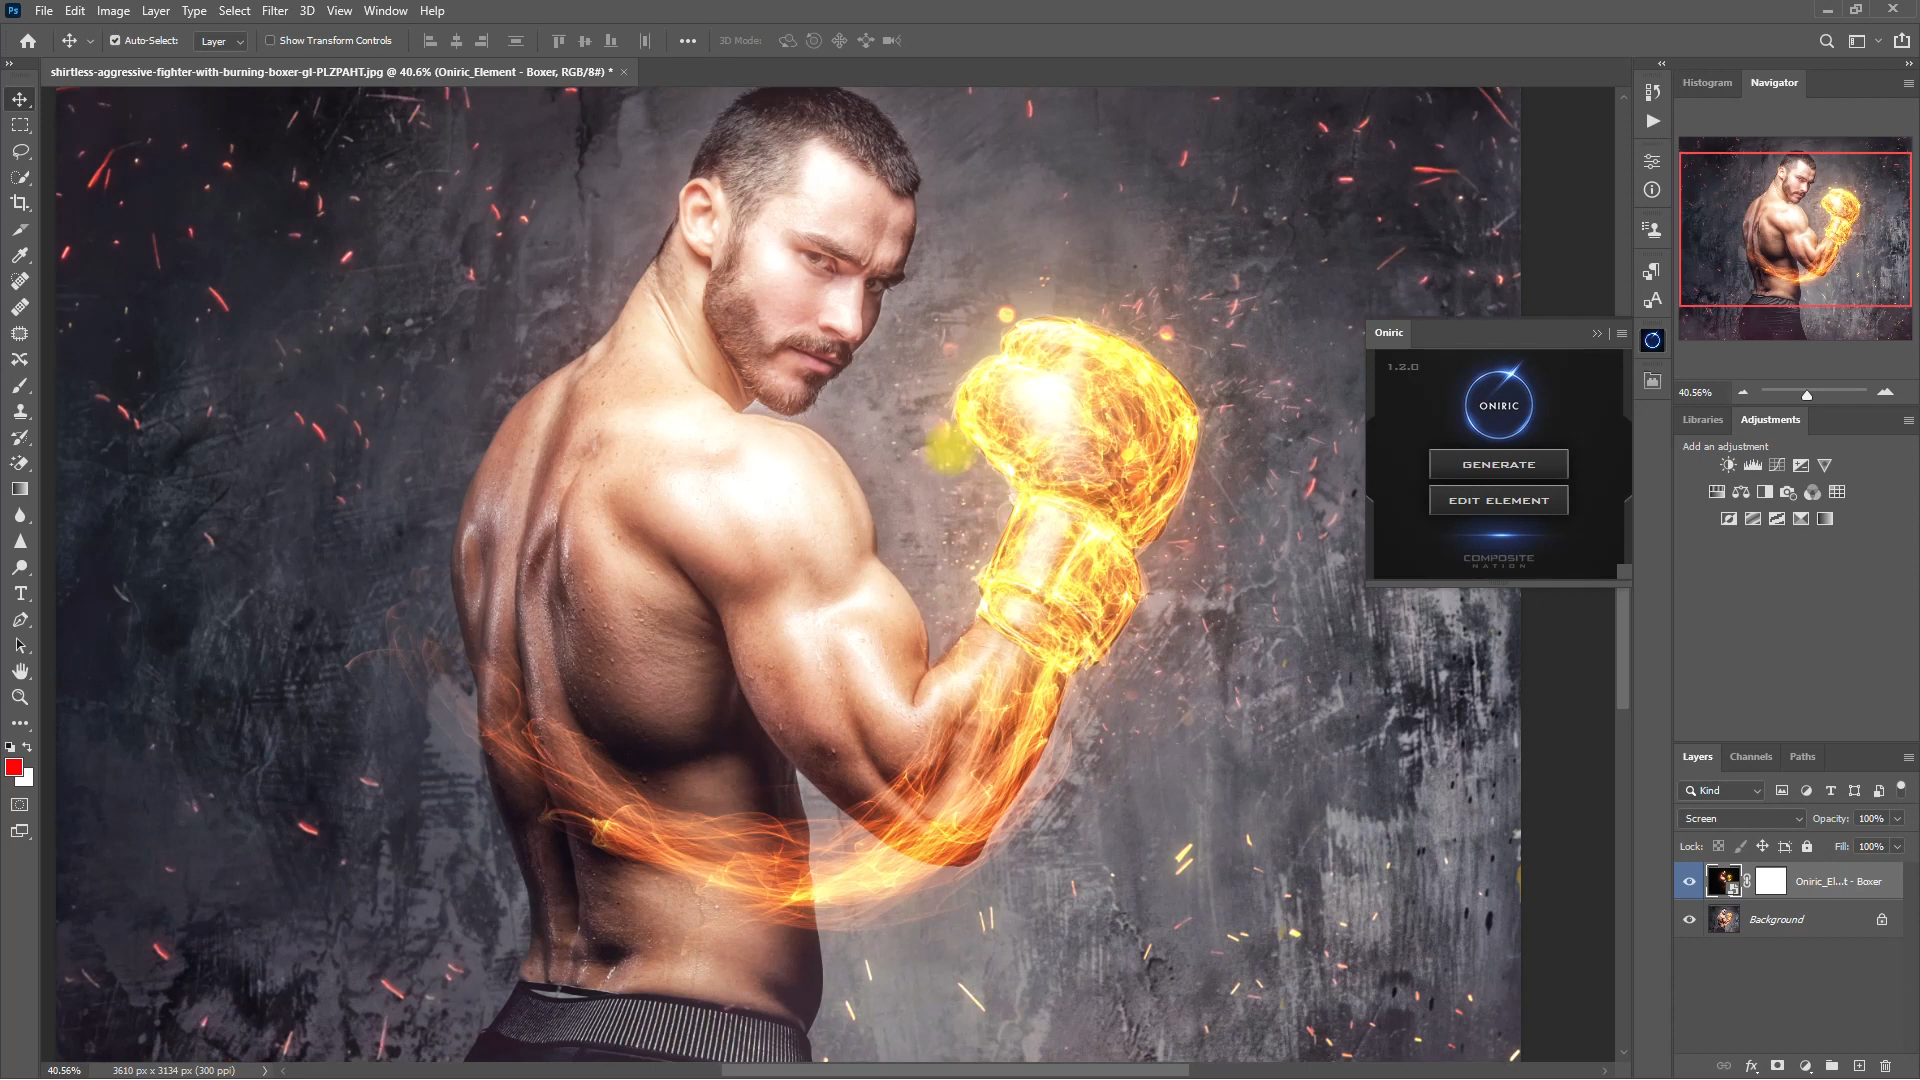 Ps File Edit Image Layer Type Select Filter 3D View Window Help
Auto-Select: Layer Show Transform Controls 3D Mode:
shirtless-aggressive-fighter-with-burning-boxer-gl-PLZPAHT.jpg @ 40.6% (Oniric_Element - Boxer, RGB/8#) *
Histogram Navigator
Oniric
1.2.0
ONIRIC
GENERATE
EDIT ELEMENT
COMPOSITE
NATION
40.56%
Libraries Adjustments
Add an adjustment
Layers Channels Paths
Kind
Screen Opacity: 100%
Lock: Fill: 100%
Oniric_El...t - Boxer
Background
fx
40.56% 3610 px x 3134 px (300 ppi)